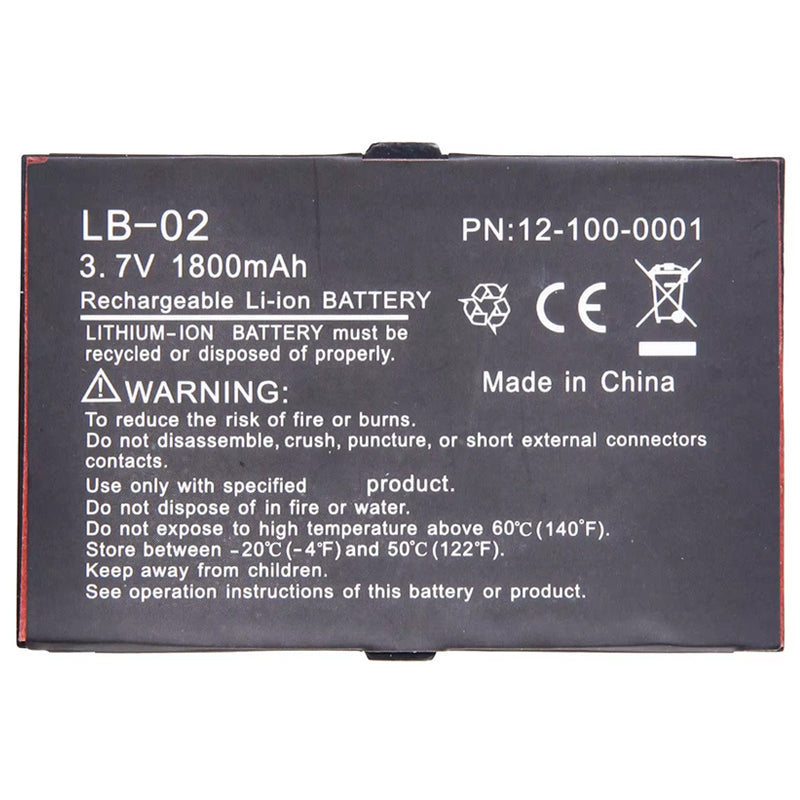 LB-02
PN:12-100-0001
3.7V 1800mAh
Rechargeable Li-ion BATTERY
CE
LITHIUM-ION BATTERY must be
recycled or disposed of properly.
Made in China
WARNING:
To reduce the risk of fire or burns.
Do not disassemble, crush, puncture, or short external connectors
contacts.
Use only with specified product.
Do not dispose of in fire or water.
Do not expose to high temperature above 60℃(140°F).
Store between -20℃(-4°F)and 50℃(122°F).
Keep away from children.
See operation instructions of this battery or product.